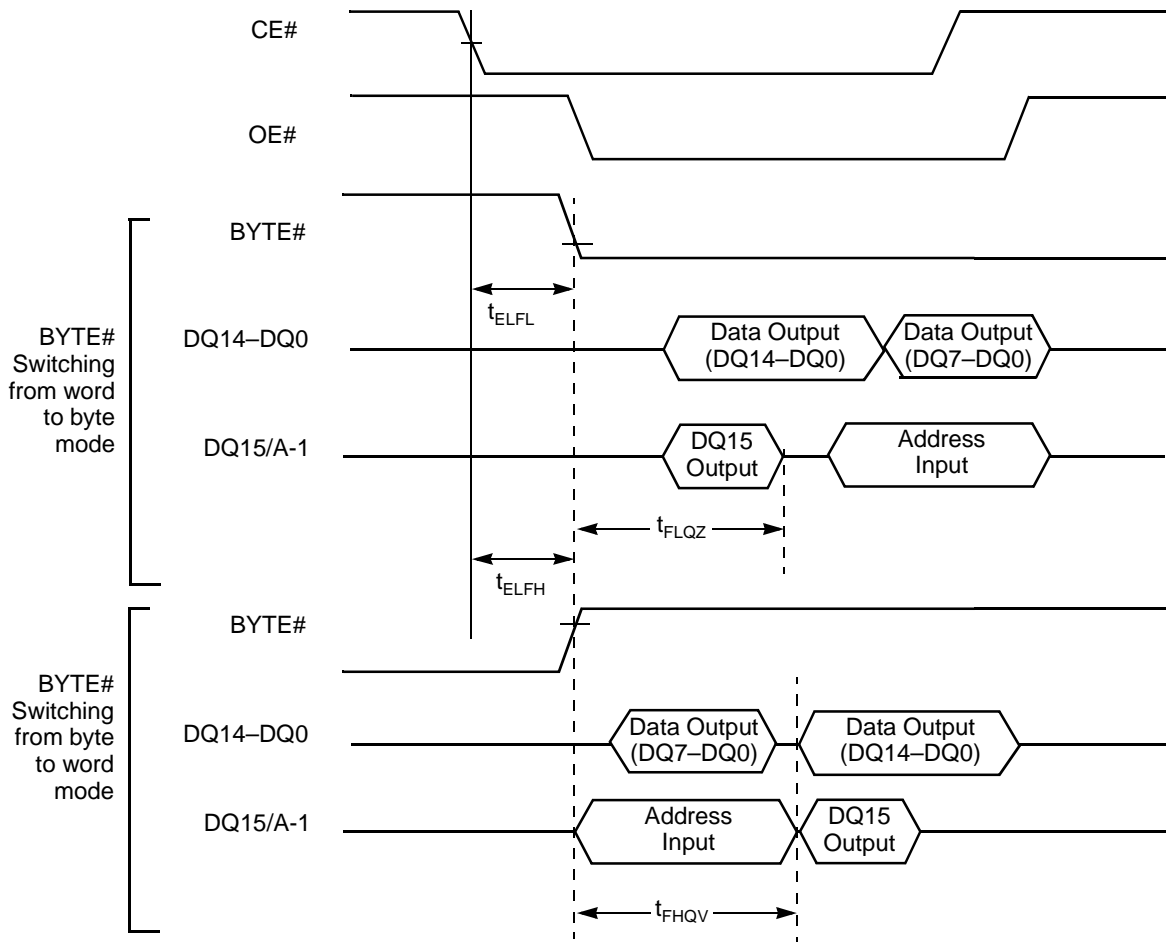 CE#
OE#
BYTE#
tELFL
BYTE#
Switching
from word
to byte
mode
DQ14–DQ0
Data Output
(DQ14–DQ0)
Data Output
(DQ7–DQ0)
DQ15/A-1
DQ15
Output
Address
Input
tFLQZ
tELFH
BYTE#
BYTE#
Switching
from byte
to word
mode
DQ14–DQ0
Data Output
(DQ7–DQ0)
Data Output
(DQ14–DQ0)
DQ15/A-1
Address
Input
DQ15
Output
tFHQV